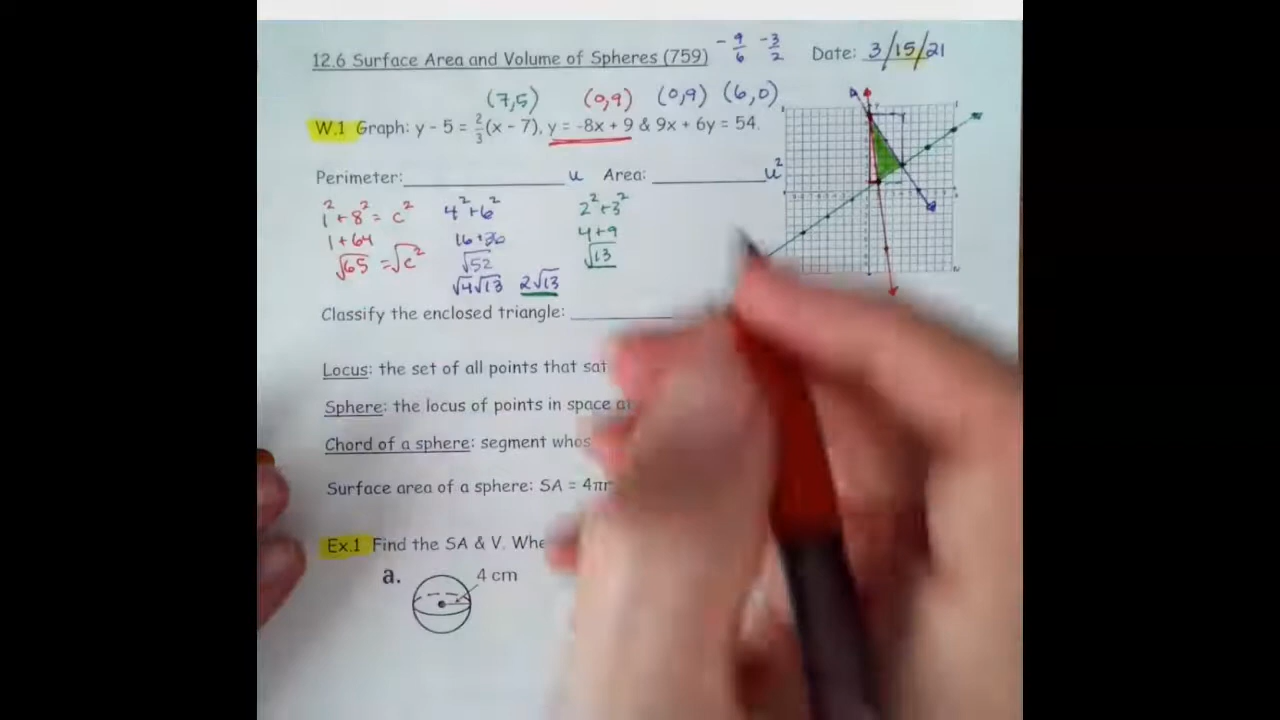 12.6 Surface Area and Volume of Spheres (759) -9/6 -3/2 Date: 3/15/21
(7,5) (0,9) (0,9) (6,0)
W.1 Graph: y - 5 = 2/3(x - 7), y = -8x + 9 & 9x + 6y = 54.
Perimeter:____________ u Area: ________u²
1² + 8² = c² 4² + 6² 2² + 3²
1 + 64 16 + 36 4 + 9
√65 = √c² √52 √13
√4√13 2√13
Classify the enclosed triangle: ________
Locus: the set of all points that
Sphere: the locus of points in space
Chord of a sphere: segment
Surface area of a sphere: SA = 4π
Ex.1 Find the SA & V.
a. 4 cm